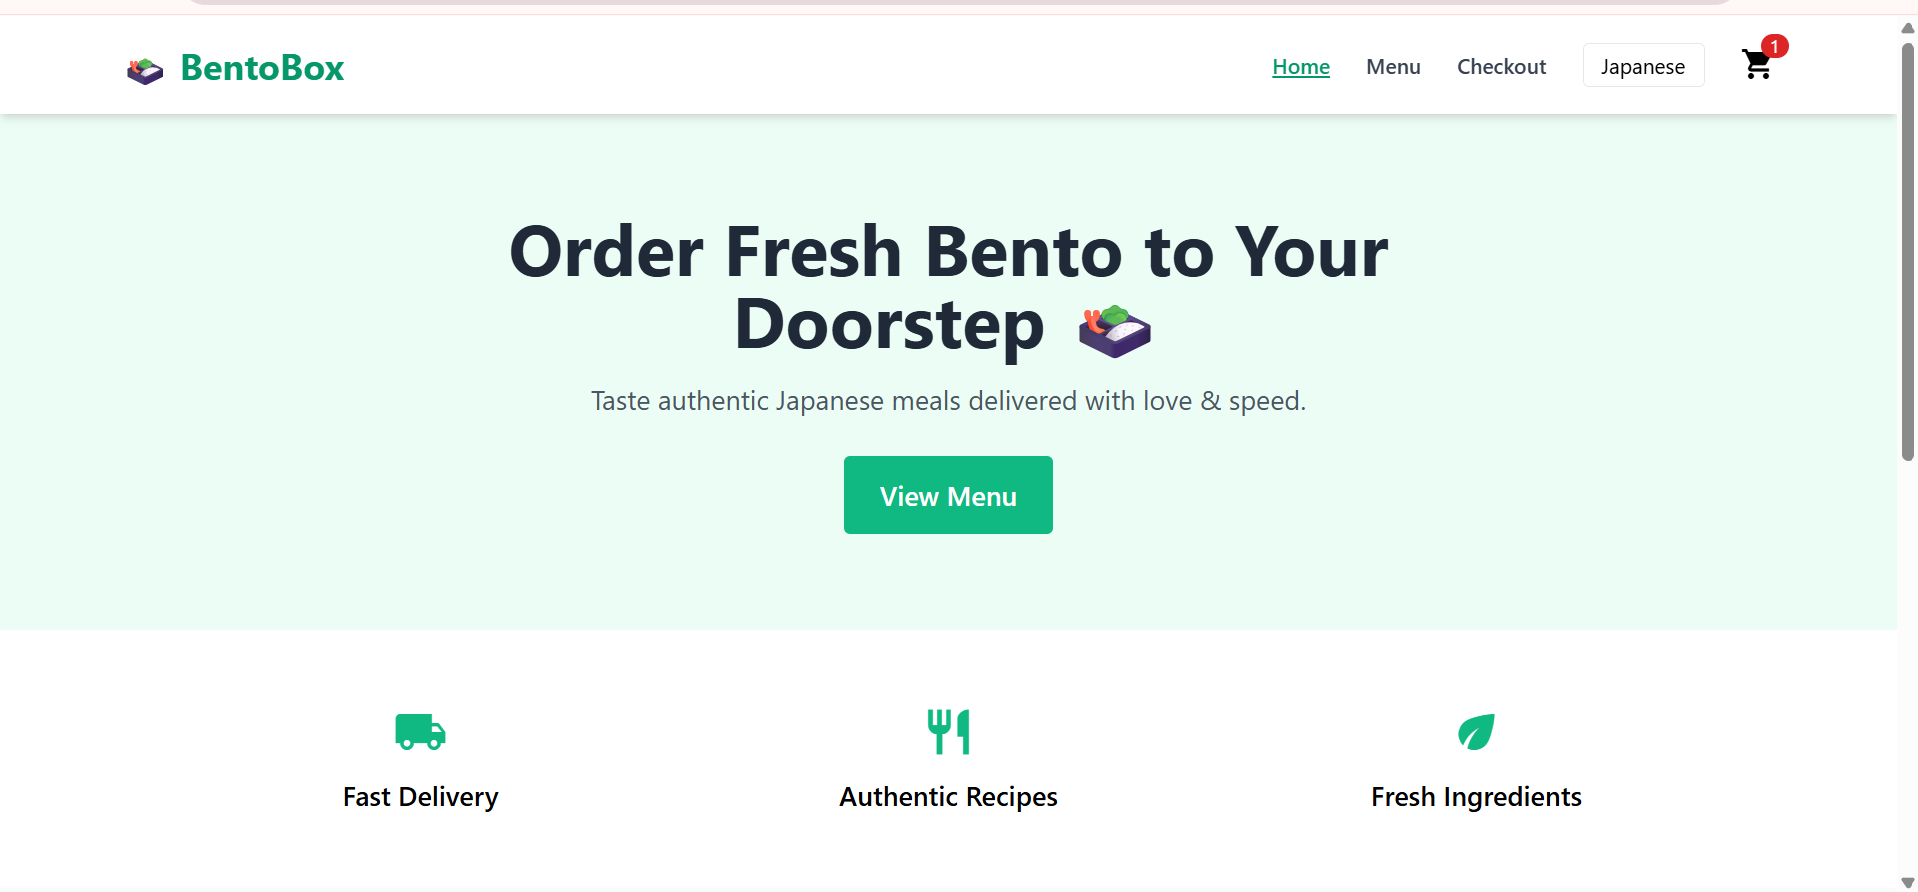 BentoBox
Home
Menu
Checkout
Japanese
1
Order Fresh Bento to Your
Doorstep
Taste authentic Japanese meals delivered with love & speed.
View Menu
Fast Delivery
Authentic Recipes
Fresh Ingredients